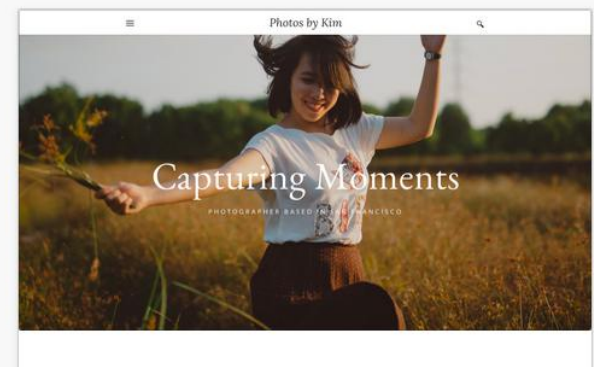 Photos by Kim
Capturing Moments
PHOTOGRAPHER BASED IN SAN FRANCISCO